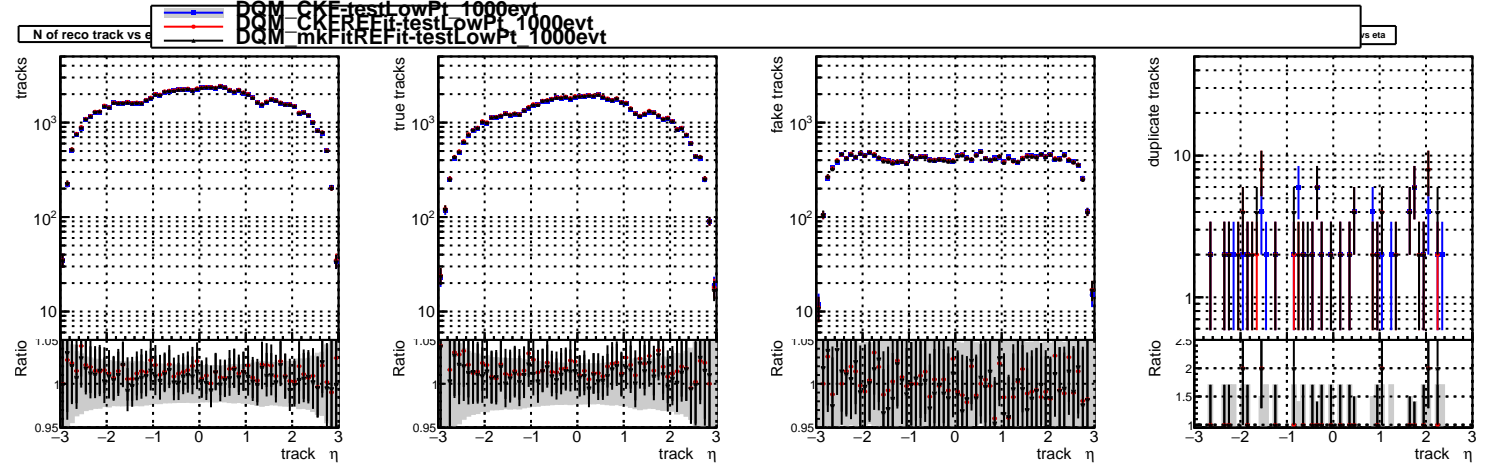 DQM_CKF-testLowPt_1000evt
DQM_CKFREFit-testLowPt_1000evt
DQM_mkFitREFit-testLowPt_1000evt
N of reco track vs e
vs eta
tracks
10³
10²
10
Ratio
1.05
1
0.95
−3 −2 −1 0 1 2 3
track η
true tracks
10³
10²
10
Ratio
1.05
1
0.95
−3 −2 −1 0 1 2 3
track η
fake tracks
10³
10²
10
Ratio
1.05
1
0.95
−3 −2 −1 0 1 2 3
track η
duplicate tracks
10
1
Ratio
2.5
2
1.5
1
−3 −2 −1 0 1 2 3
track η